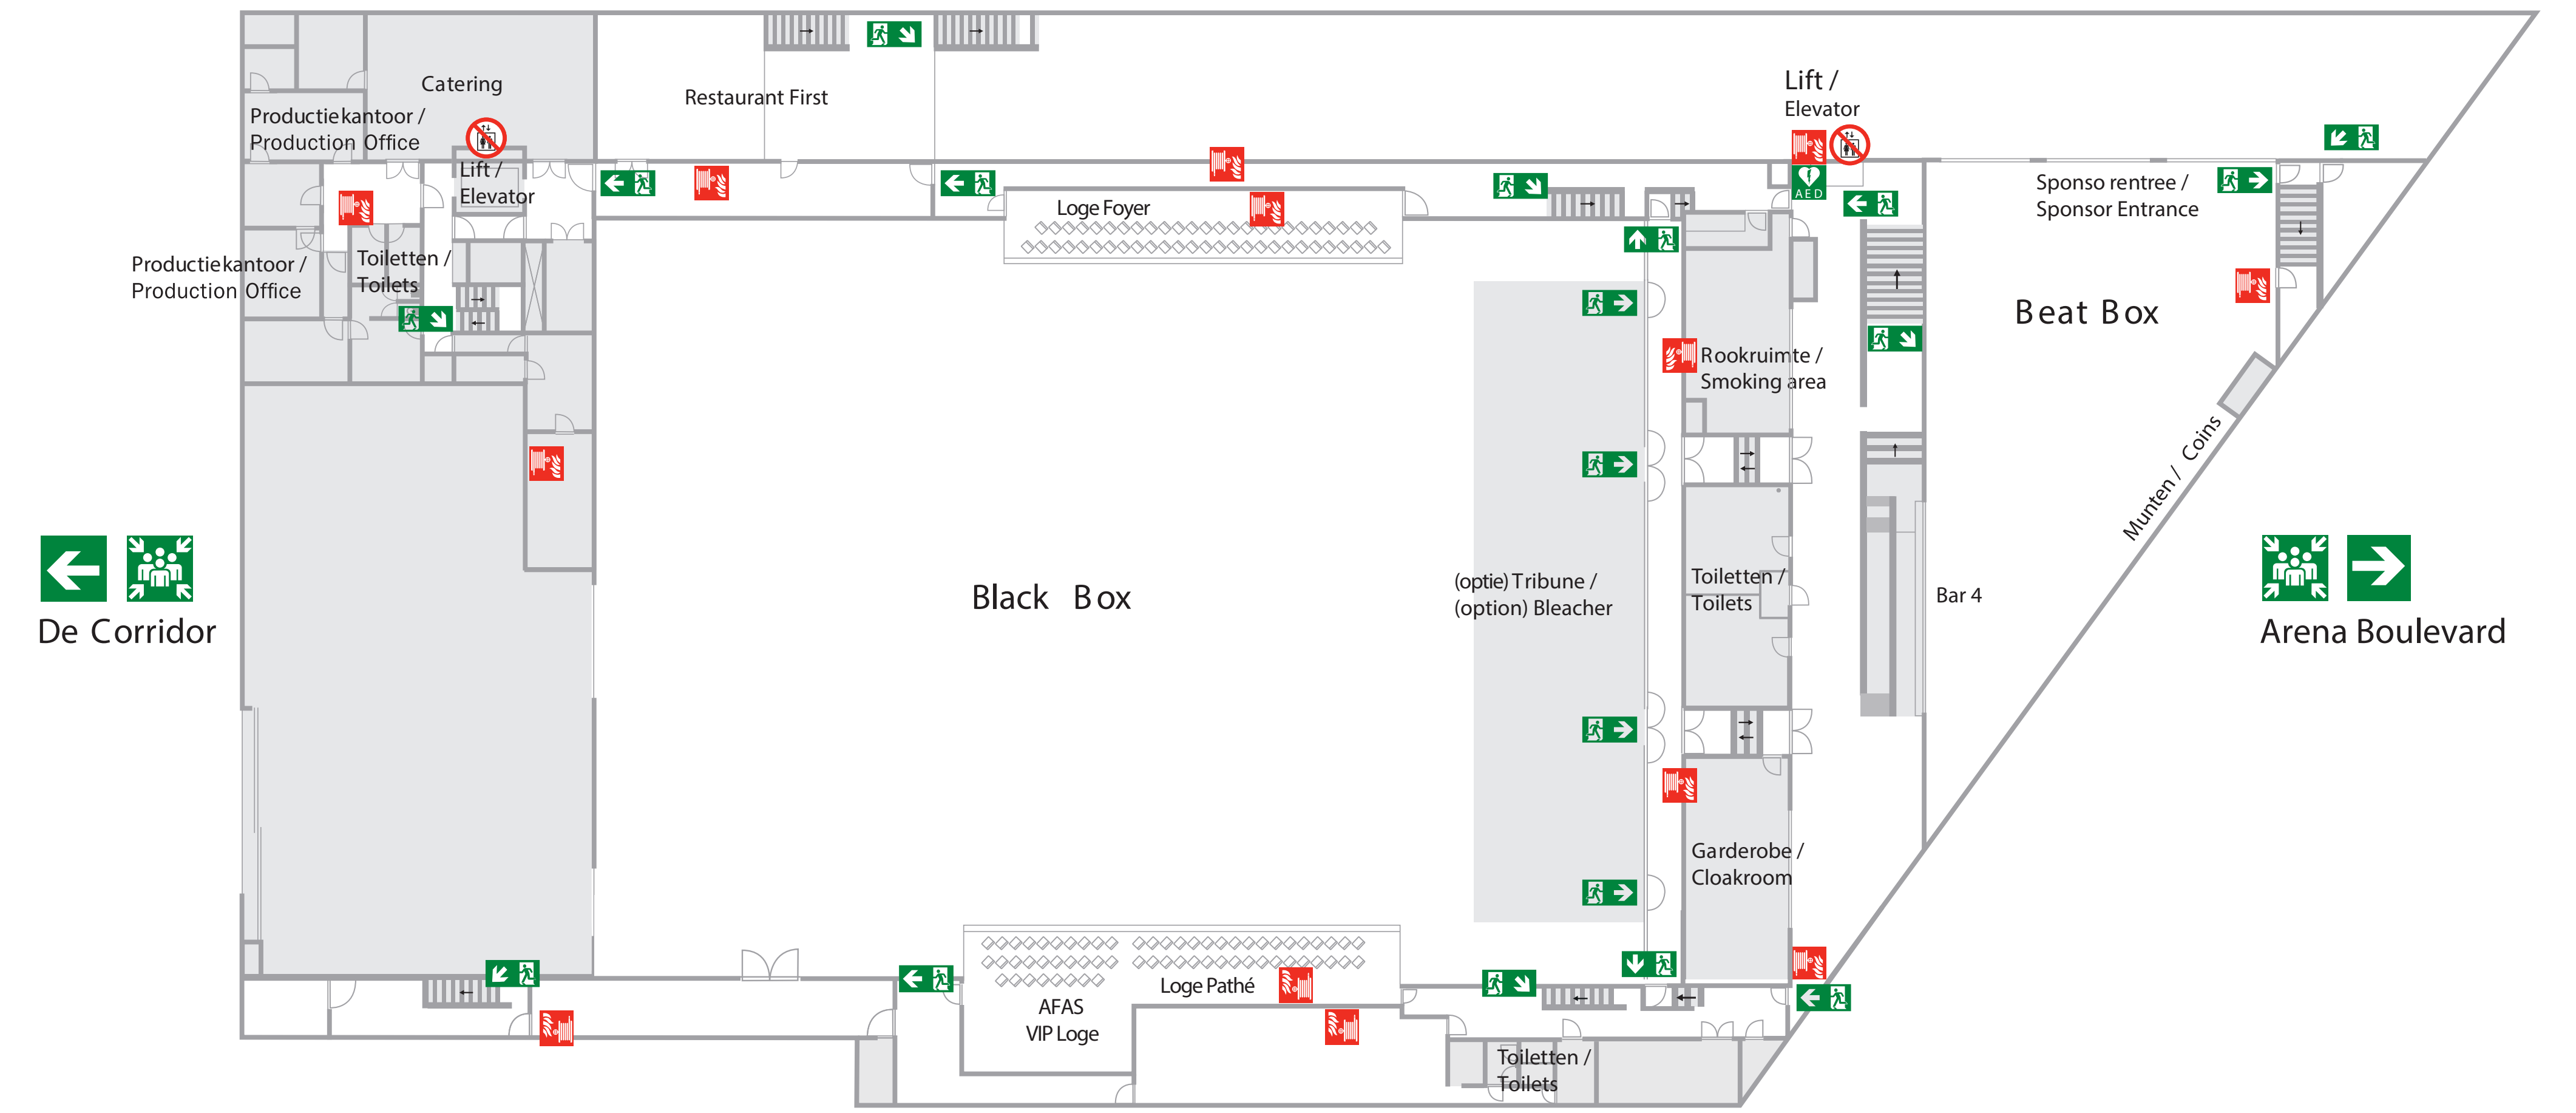 Catering
Restaurant First
Lift /
Elevator
Productiekantoor /
Production Office
Lift /
Elevator
AED
Sponso rentree /
Sponsor Entrance
Loge Foyer
Productiekantoor /
Production Office
Toiletten /
Toilets
Beat Box
Rookruimte /
Smoking area
Munten / Coins
De Corridor
Black Box
(optie) Tribune /
(option) Bleacher
Toiletten /
Toilets
Bar 4
Arena Boulevard
Garderobe /
Cloakroom
Loge Pathé
AFAS
VIP Loge
Toiletten /
Toilets